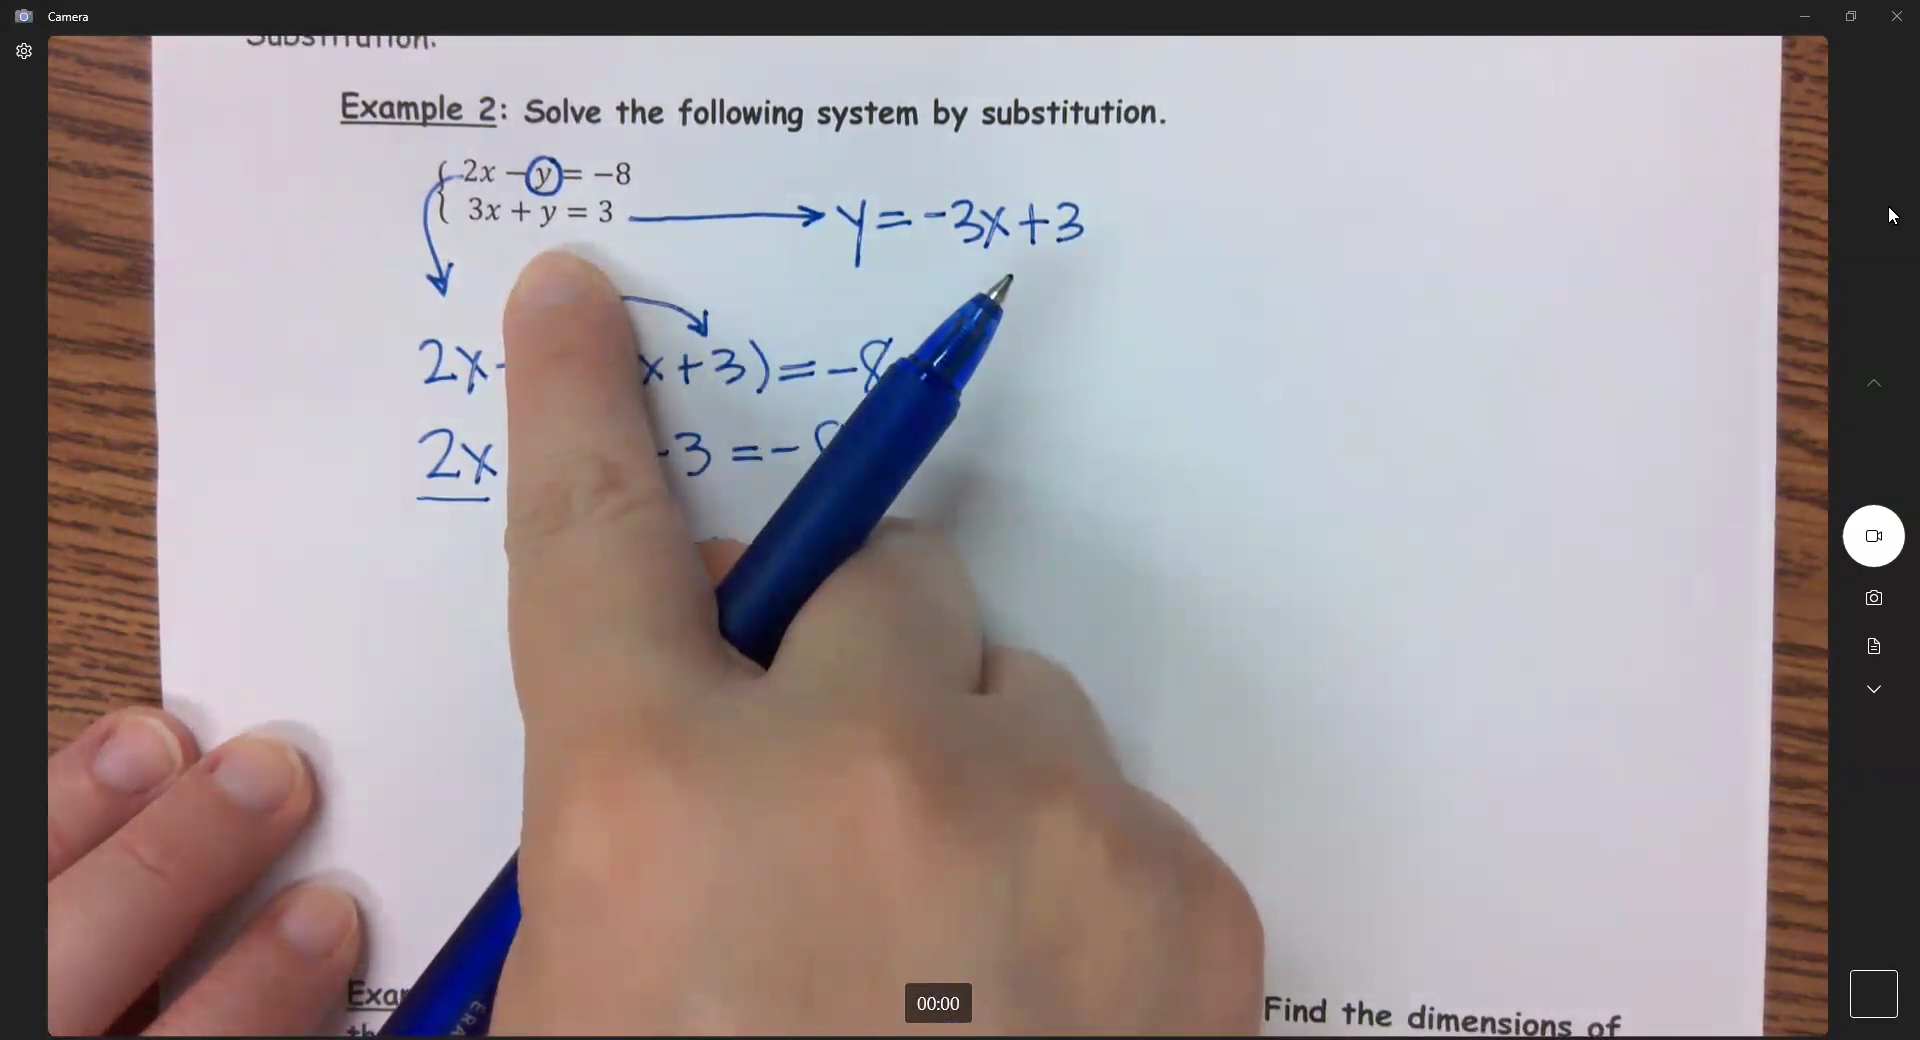 Camera
Substitution.
Example 2: Solve the following system by substitution.
2x − y = −8
3x + y = 3
y = -3x+3
2x- x+3) = -8
2x -3 = -
00:00
Find the dimensions of